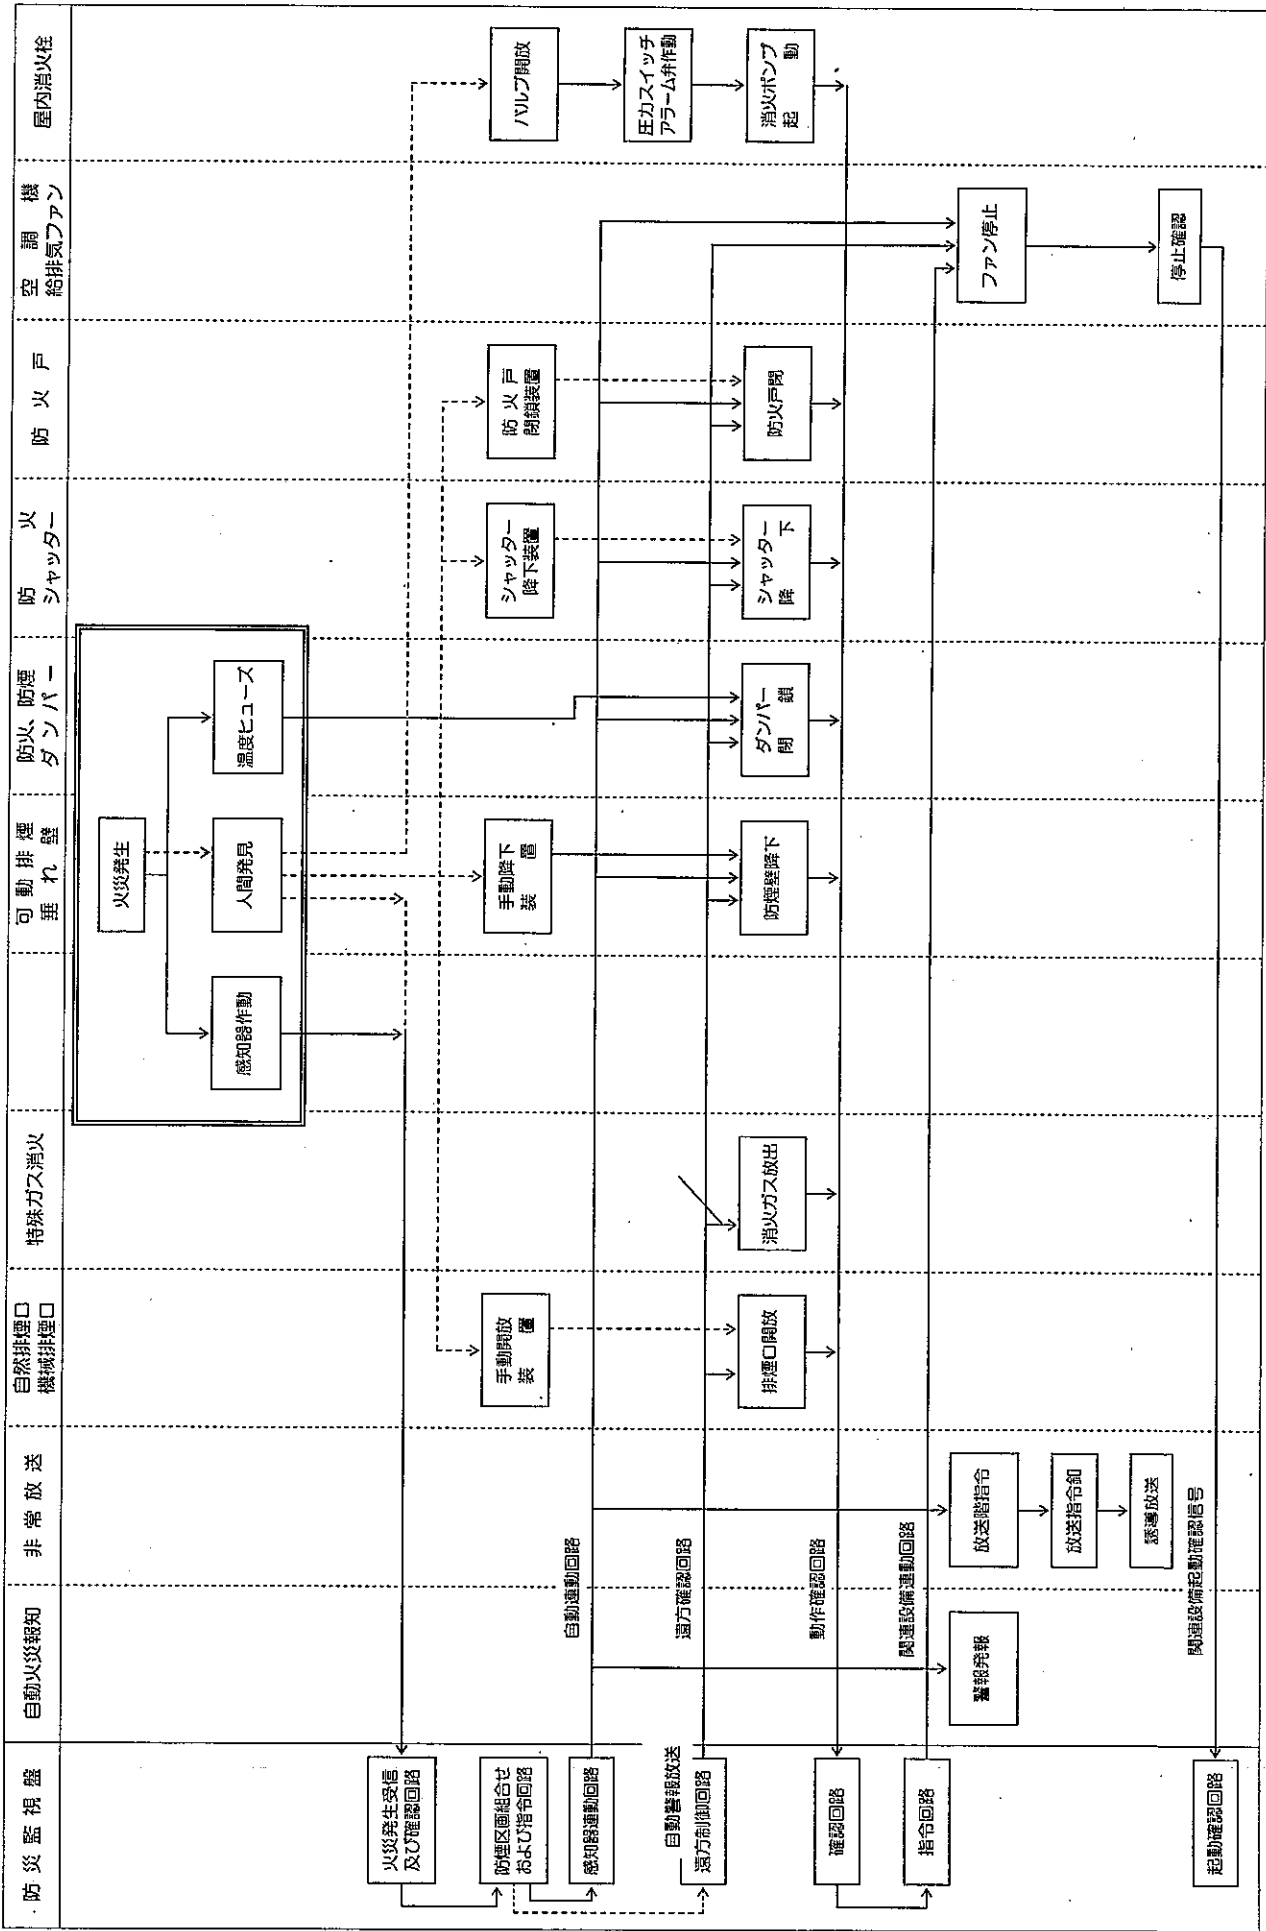 防災監視盤
自動火災報知
非常放送
自然排煙口
機械排煙口
特殊ガス消火
可動排煙
垂れ壁
防火、防煙
ダンパー
防火
シャッター
防火戸
空調機
給排気ファン
屋内消火栓
火災発生
感知器作動
人間発見
温度ヒューズ
火災発生受信
及び確認回路
防煙区画組合せ
および指令回路
手動開放
装置
手動降下
装置
シャッター
降下装置
防火戸
閉鎖装置
バルブ開放
感知器連動回路
自動連動回路
圧力スイッチ
アラーム弁作動
自動警報放送
遠方制御回路
遠方確認回路
排煙口開放
消火ガス放出
防煙壁降下
ダンパー
閉鎖
シャッター
降下
防火戸閉
消火ポンプ
起動
確認回路
動作確認回路
指令回路
関連設備連動回路
警報発報
放送階指令
放送指令卸
誘導放送
ファン停止
停止確認
起動確認回路
関連設備起動確認信号